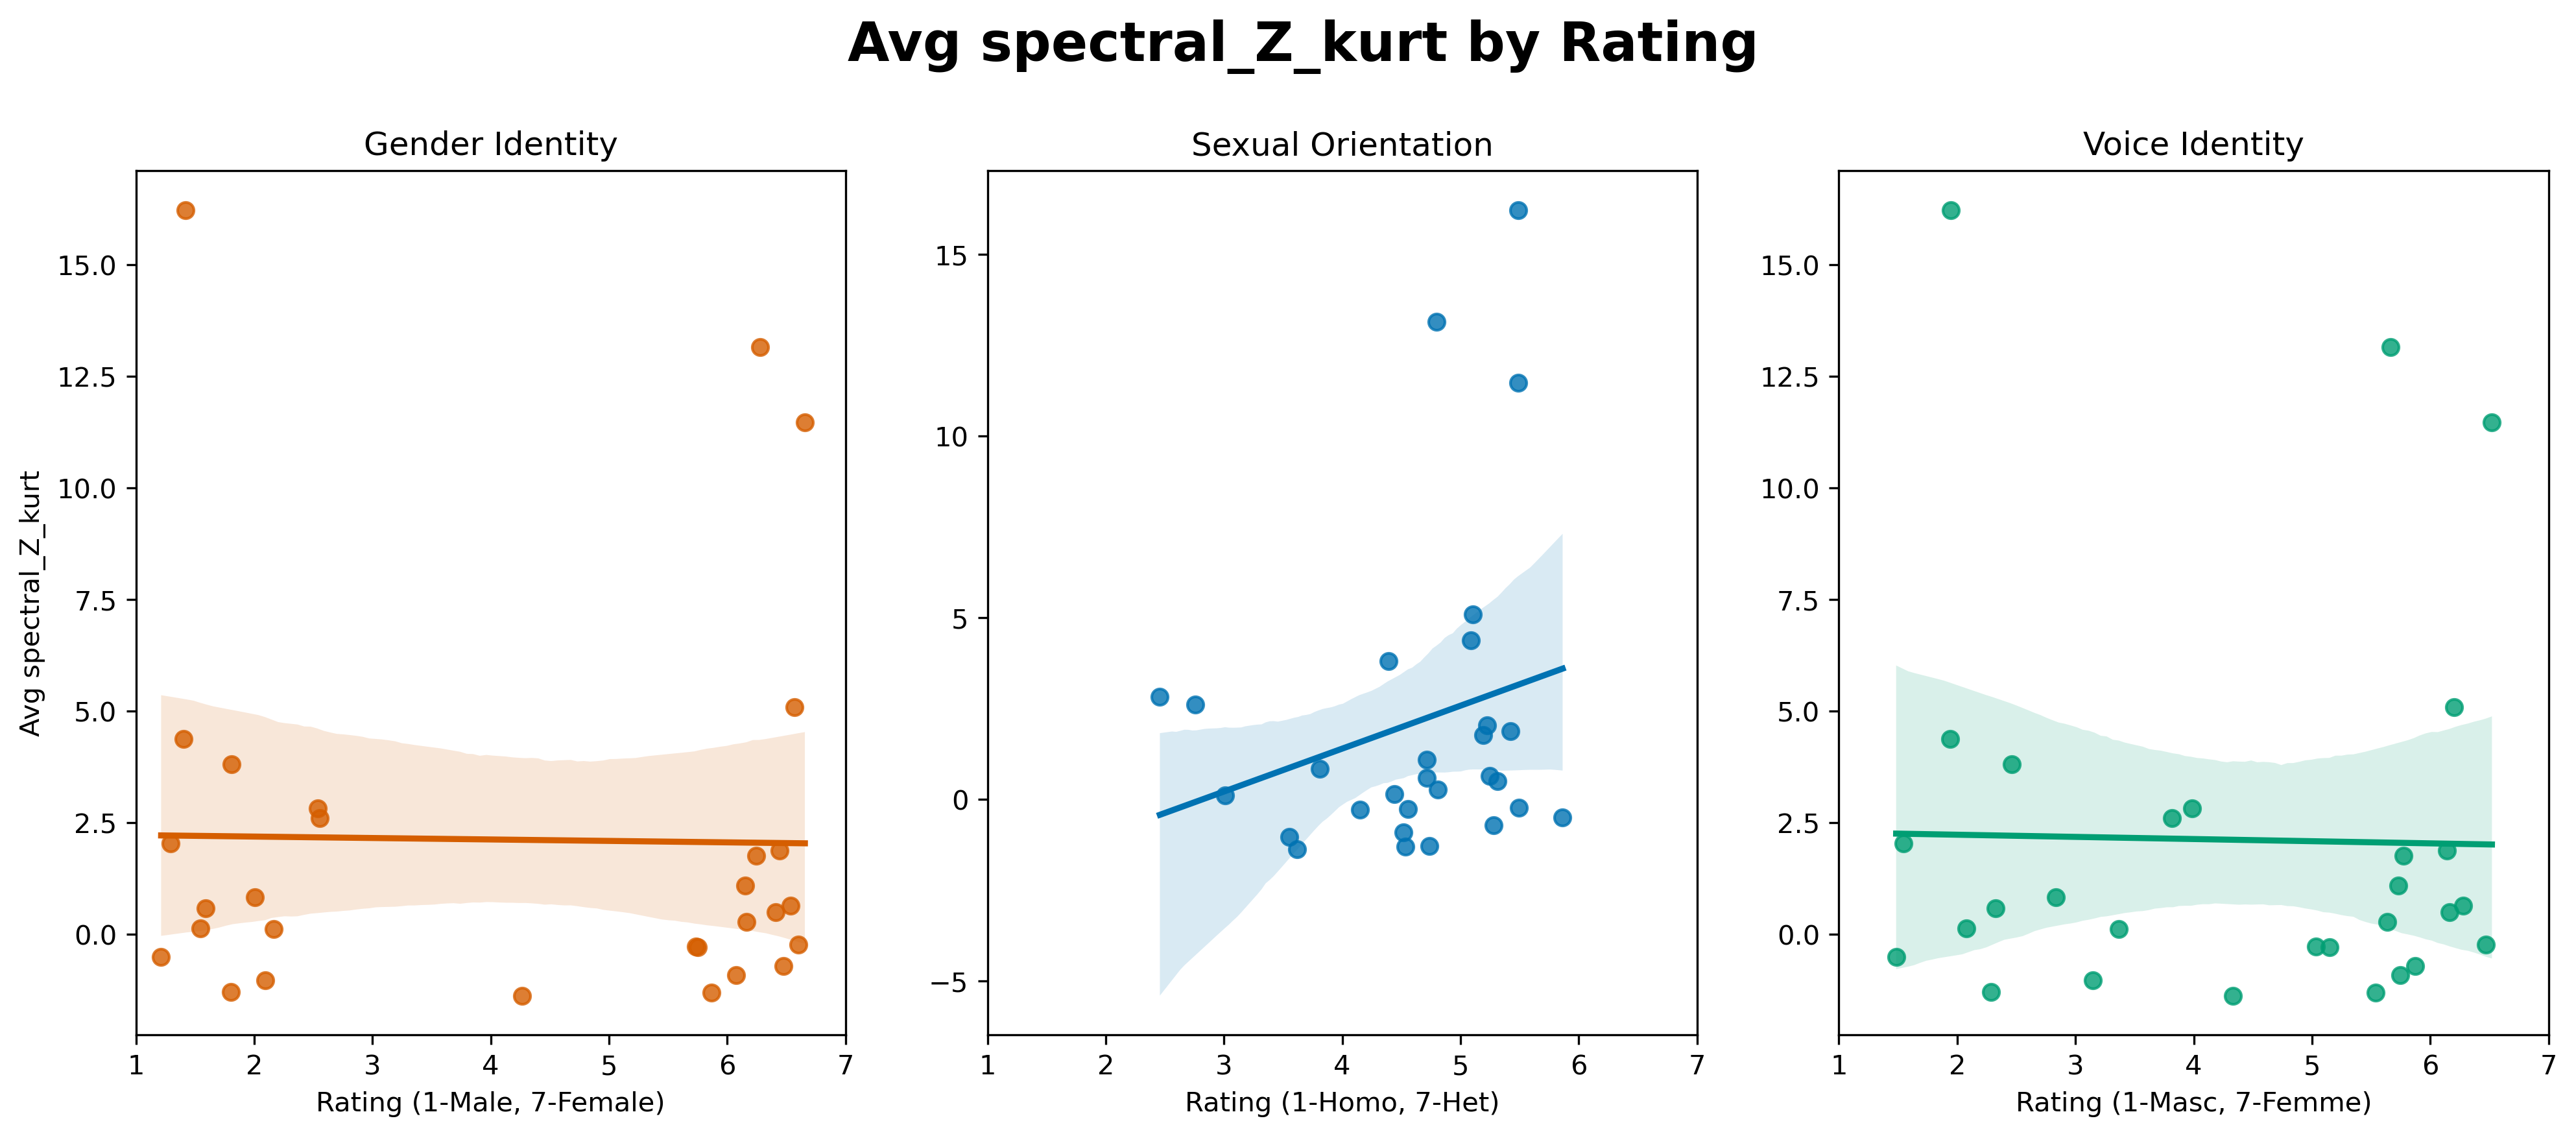 Avg spectral_Z_kurt by Rating
Gender Identity
Sexual Orientation
Voice Identity
Avg spectral_Z_kurt
15.0
12.5
10.0
7.5
5.0
2.5
0.0
1 2 3 4 5 6 7
Rating (1-Male, 7-Female)
15
10
5
0
−5
1 2 3 4 5 6 7
Rating (1-Homo, 7-Het)
15.0
12.5
10.0
7.5
5.0
2.5
0.0
1 2 3 4 5 6 7
Rating (1-Masc, 7-Femme)